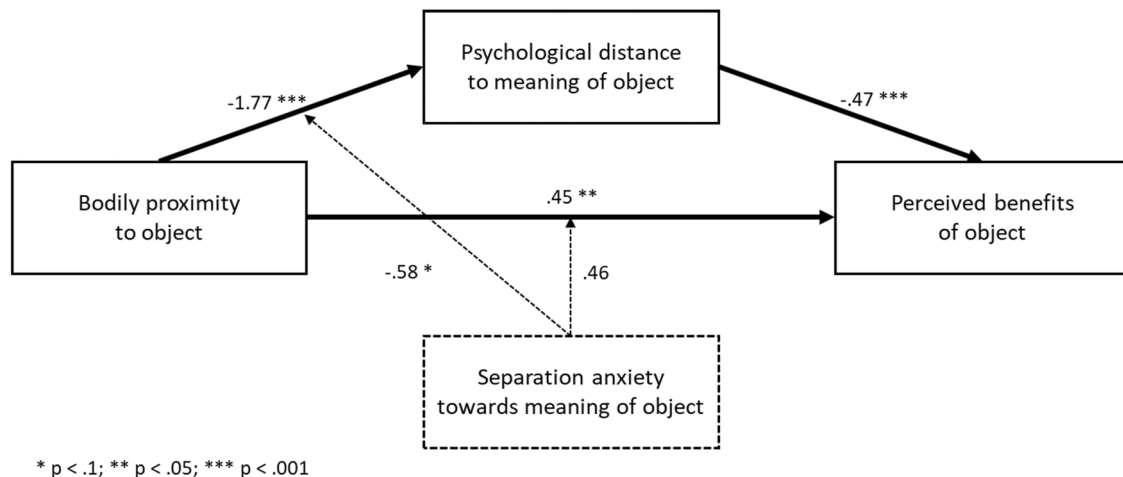 Psychological distance
to meaning of object
-1.77 ***
-.47 ***
Bodily proximity
to object
.45 **
Perceived benefits
of object
-.58 *
.46
Separation anxiety
towards meaning of object
* p < .1; ** p < .05; *** p < .001